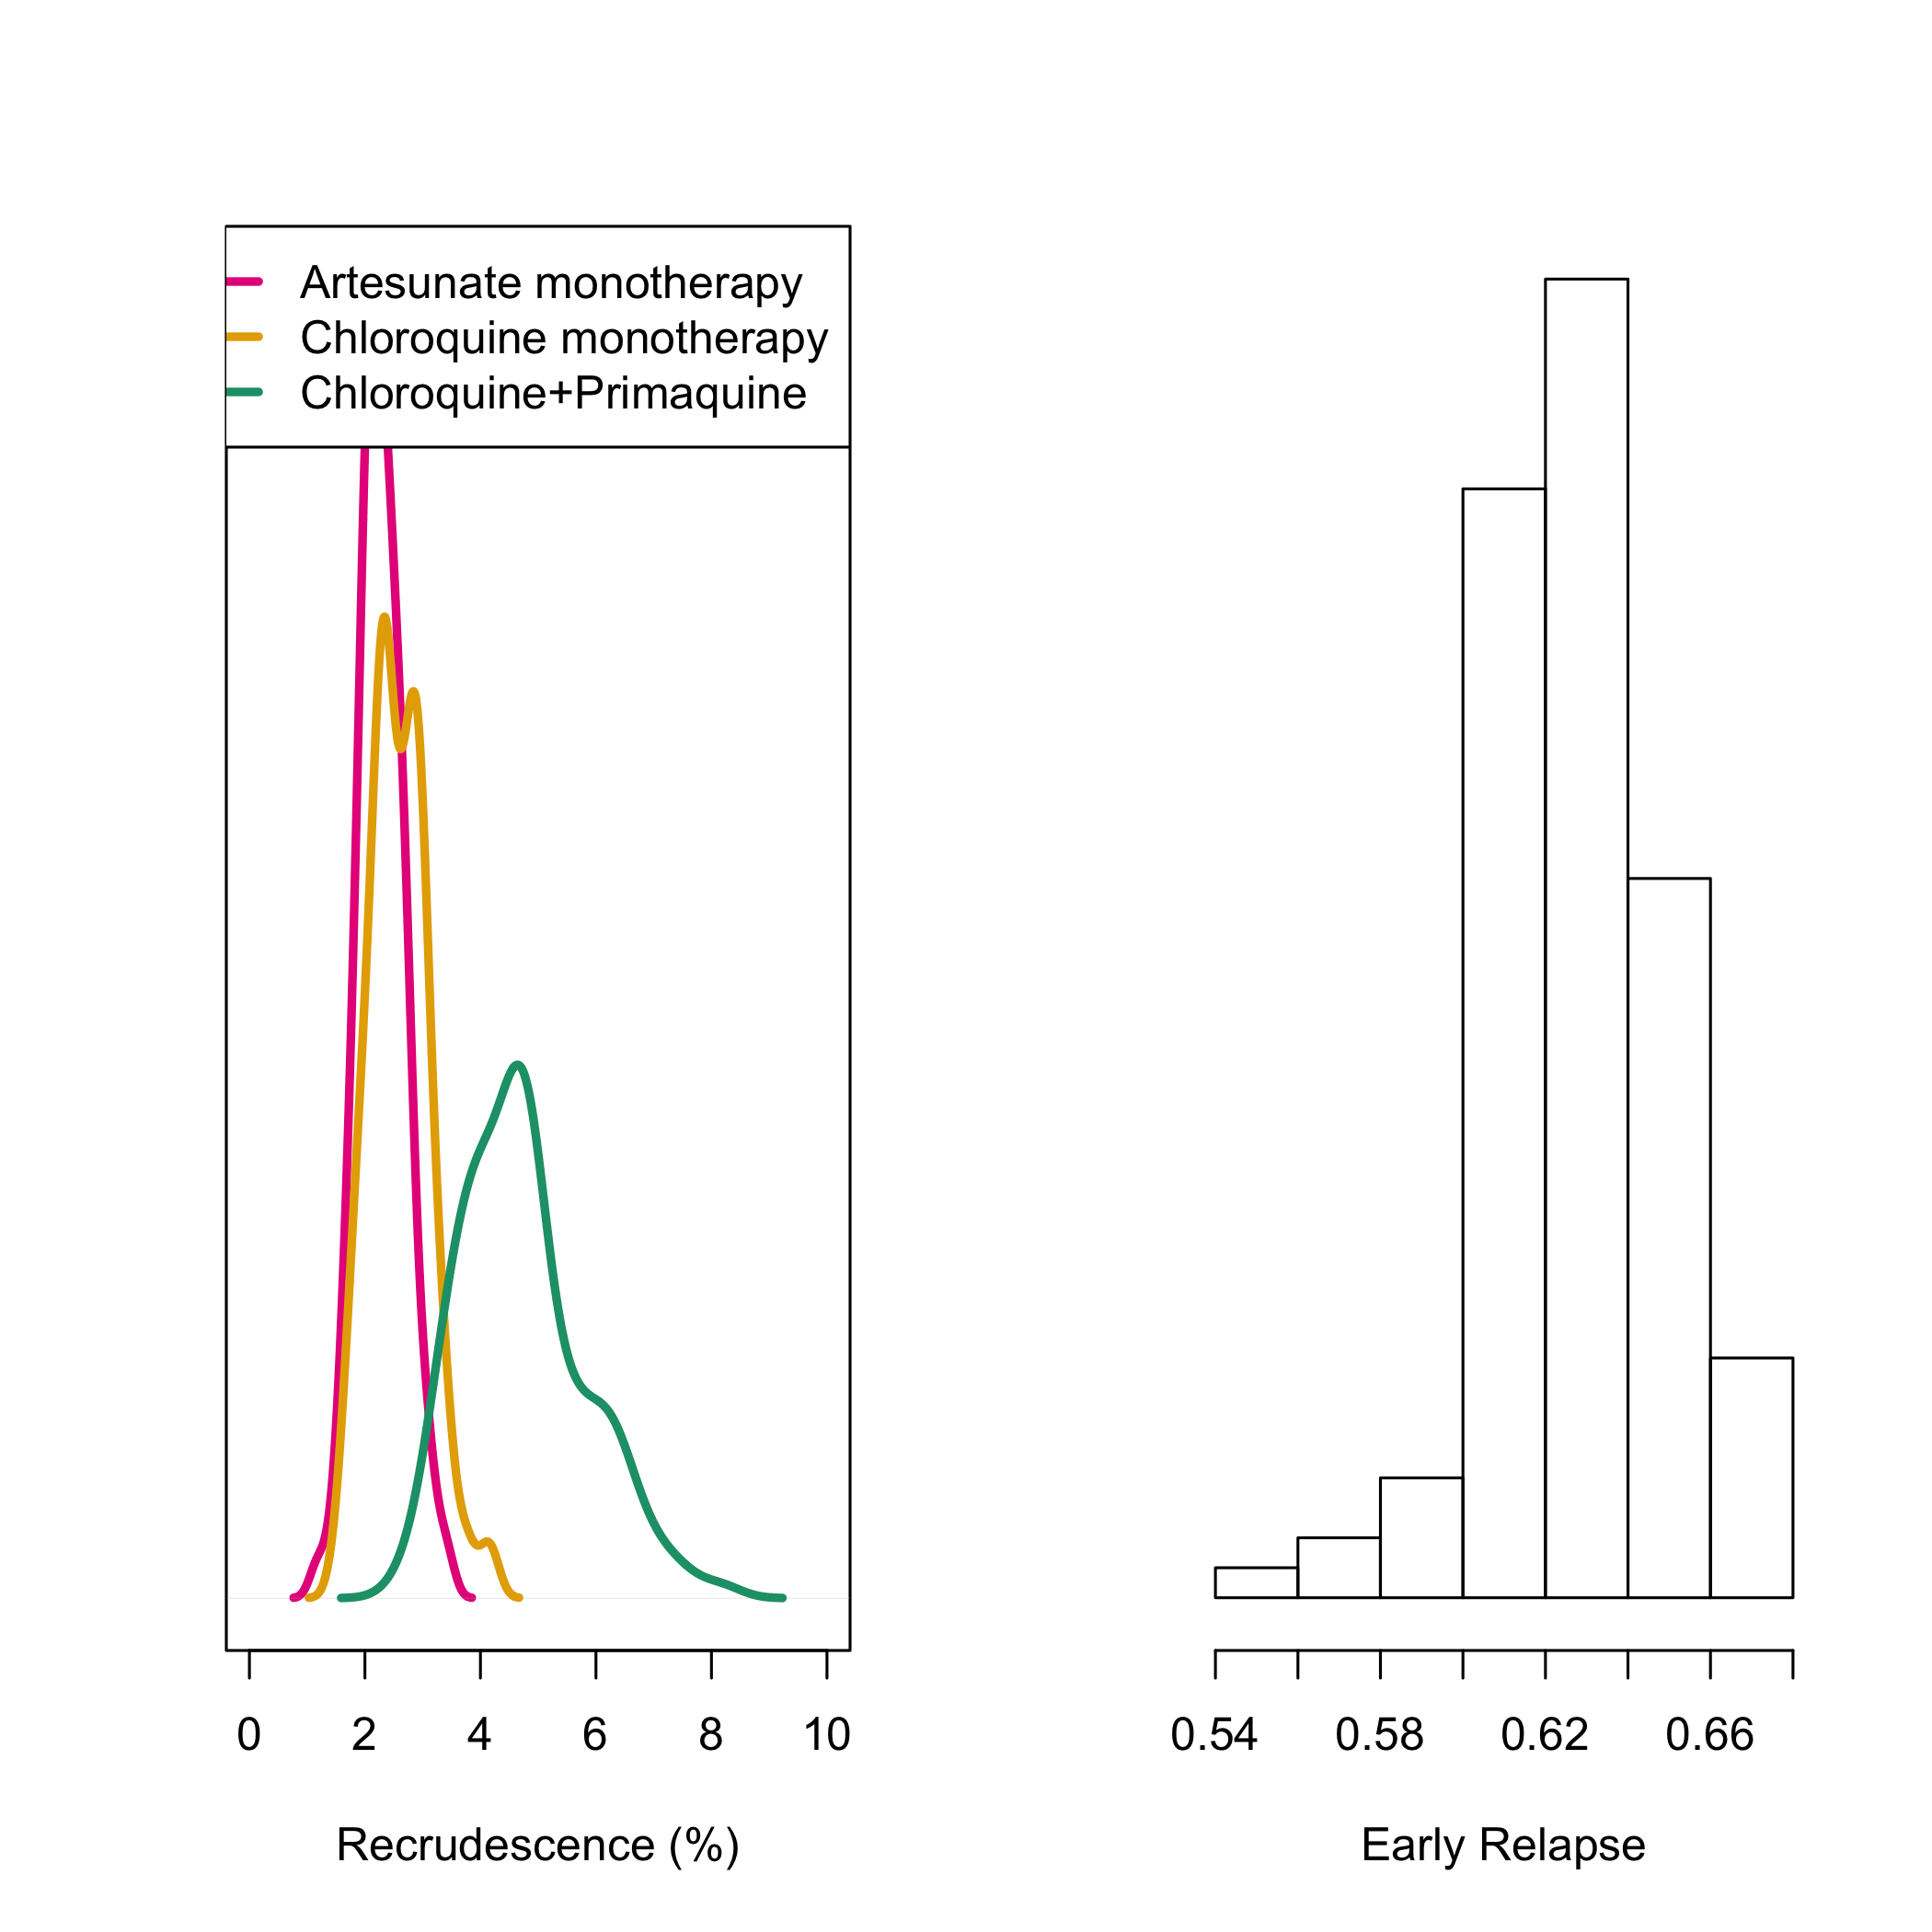 Artesunate monotherapy
Chloroquine monotherapy
Chloroquine+Primaquine
0 2 4 6 8 10
Recrudescence (%)
0.54 0.58 0.62 0.66
Early Relapse